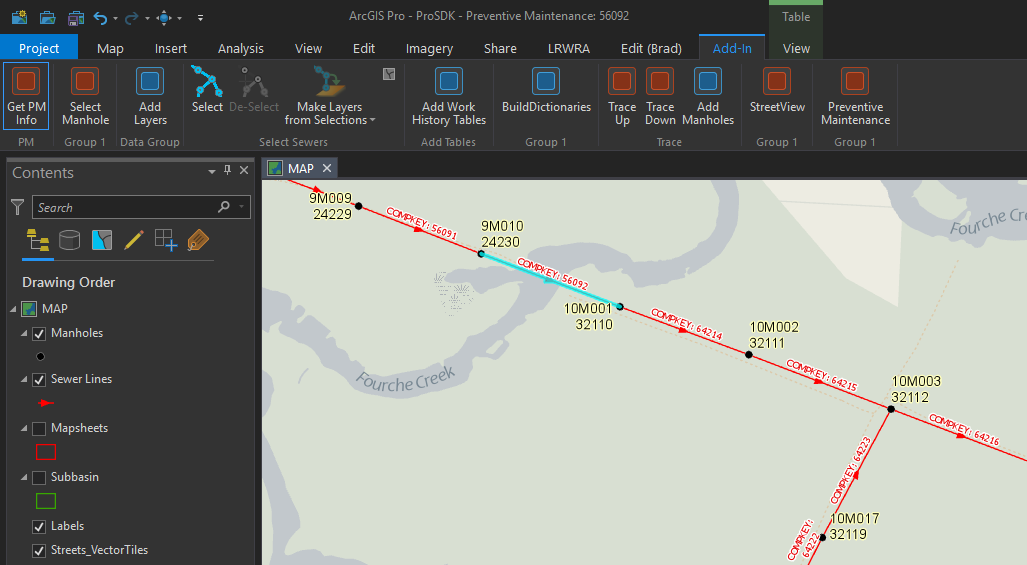 ArcGIS Pro - ProSDK - Preventive Maintenance: 56092
Table
Project Map Insert Analysis View Edit Imagery Share LRWRA Edit (Brad) Add-In View
Get PM
Info
PM
Select
Manhole
Group 1
Add
Layers
Data Group
Select
De-Select
Make Layers
from Selections
Select Sewers
Add Work
History Tables
Add Tables
BuildDictionaries
Group 1
Trace
Up
Trace
Down
Add
Manholes
Trace
StreetView
Group 1
Preventive
Maintenance
Group 1
Contents
Search
Drawing Order
MAP
Manholes
Sewer Lines
Mapsheets
Subbasin
Labels
Streets_VectorTiles
MAP
9M009
24229
COMPKEY: 56091
9M010
24230
COMPKEY: 56092
10M001
32110
COMPKEY: 64214
10M002
32111
COMPKEY: 64215
10M003
32112
COMPKEY: 64216
COMPKEY: 64223
10M017
32119
COMPKEY:
64222
Fourche Creek
Fourche Cre